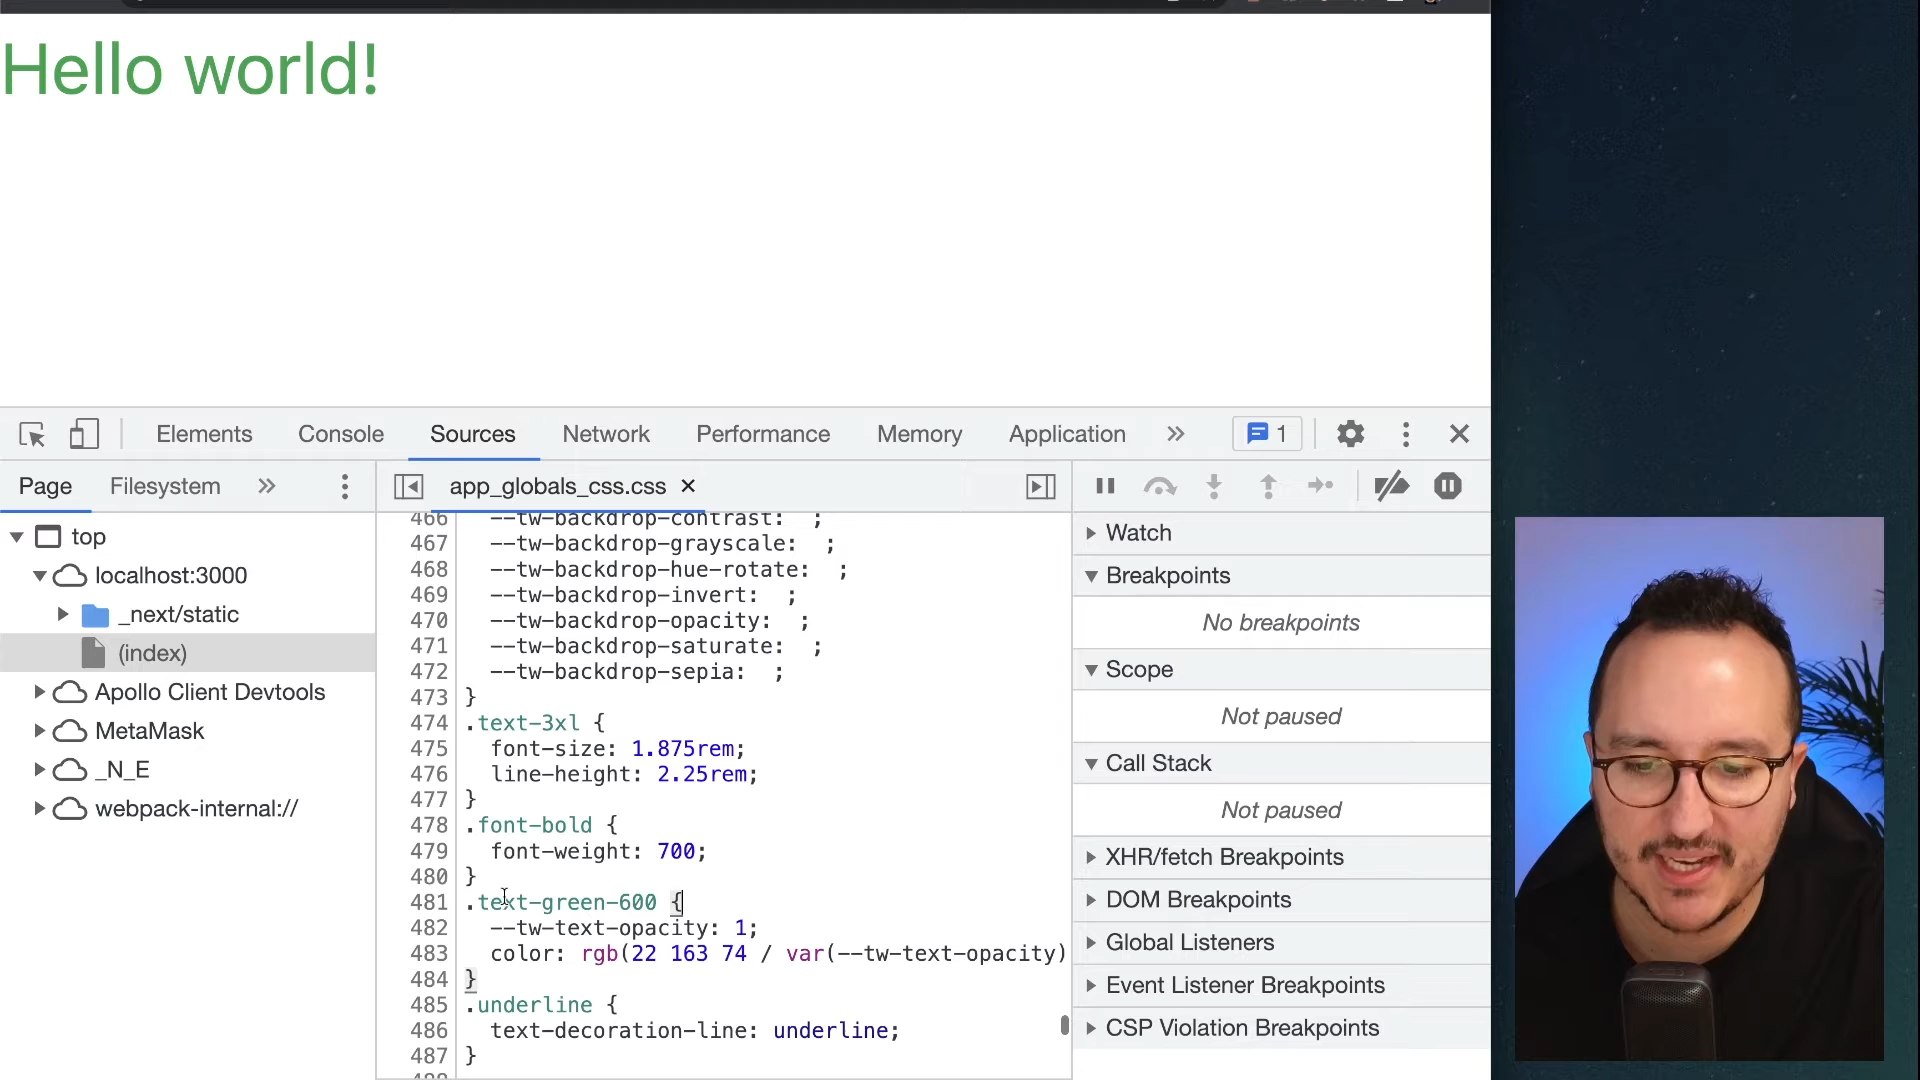 Hello world!
Elements Console Sources Network Performance Memory Application » 1
Page Filesystem » app_globals_css.css ×
top
localhost:3000
_next/static
(index)
Apollo Client Devtools
MetaMask
_N_E
webpack-internal://
466 --tw-backdrop-contrast: ;
467 --tw-backdrop-grayscale: ;
468 --tw-backdrop-hue-rotate: ;
469 --tw-backdrop-invert: ;
470 --tw-backdrop-opacity: ;
471 --tw-backdrop-saturate: ;
472 --tw-backdrop-sepia: ;
473 }
474 .text-3xl {
475 font-size: 1.875rem;
476 line-height: 2.25rem;
477 }
478 .font-bold {
479 font-weight: 700;
480 }
481 .text-green-600 {
482 --tw-text-opacity: 1;
483 color: rgb(22 163 74 / var(--tw-text-opacity)
484 }
485 .underline {
486 text-decoration-line: underline;
487 }
Watch
Breakpoints
No breakpoints
Scope
Not paused
Call Stack
Not paused
XHR/fetch Breakpoints
DOM Breakpoints
Global Listeners
Event Listener Breakpoints
CSP Violation Breakpoints